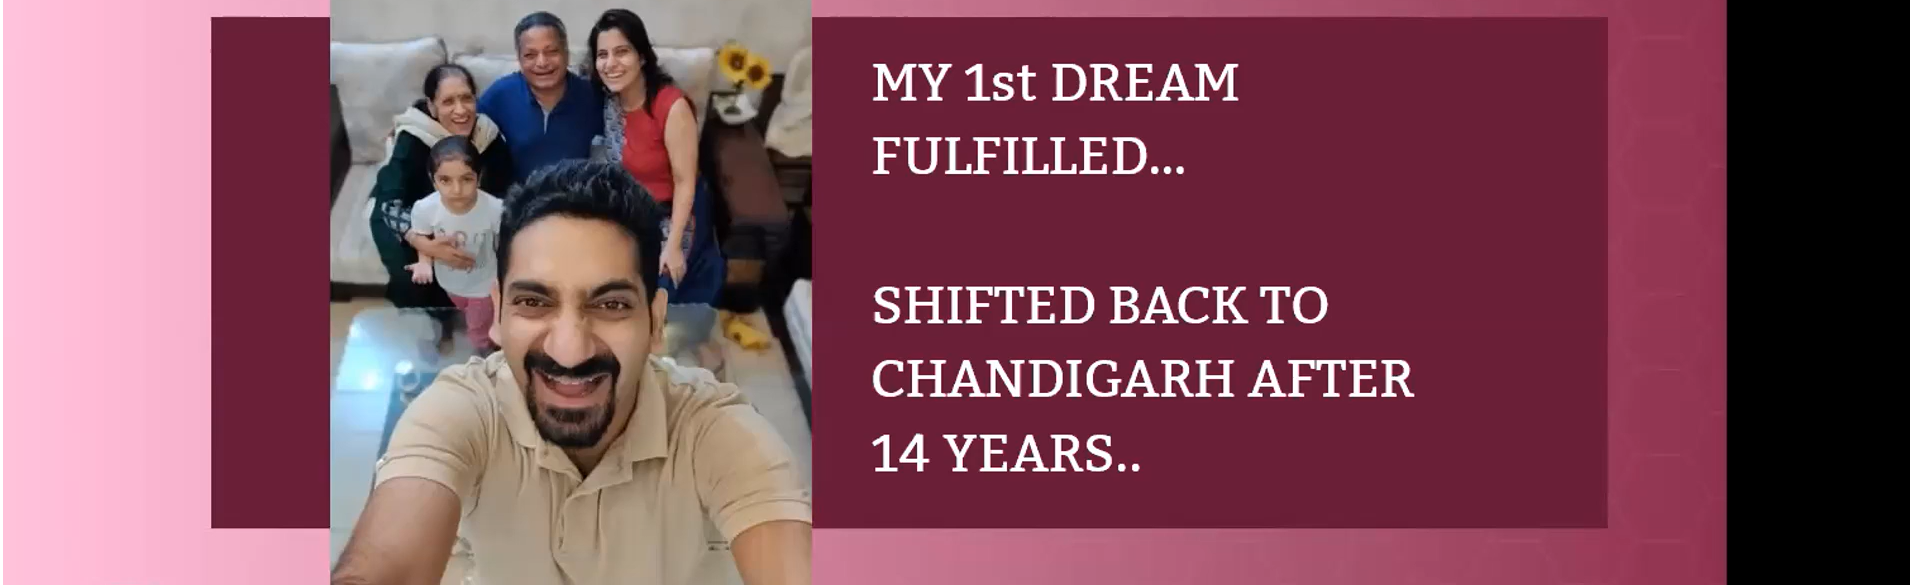 MY 1st DREAM
FULFILLED...
SHIFTED BACK TO
CHANDIGARH AFTER
14 YEARS..